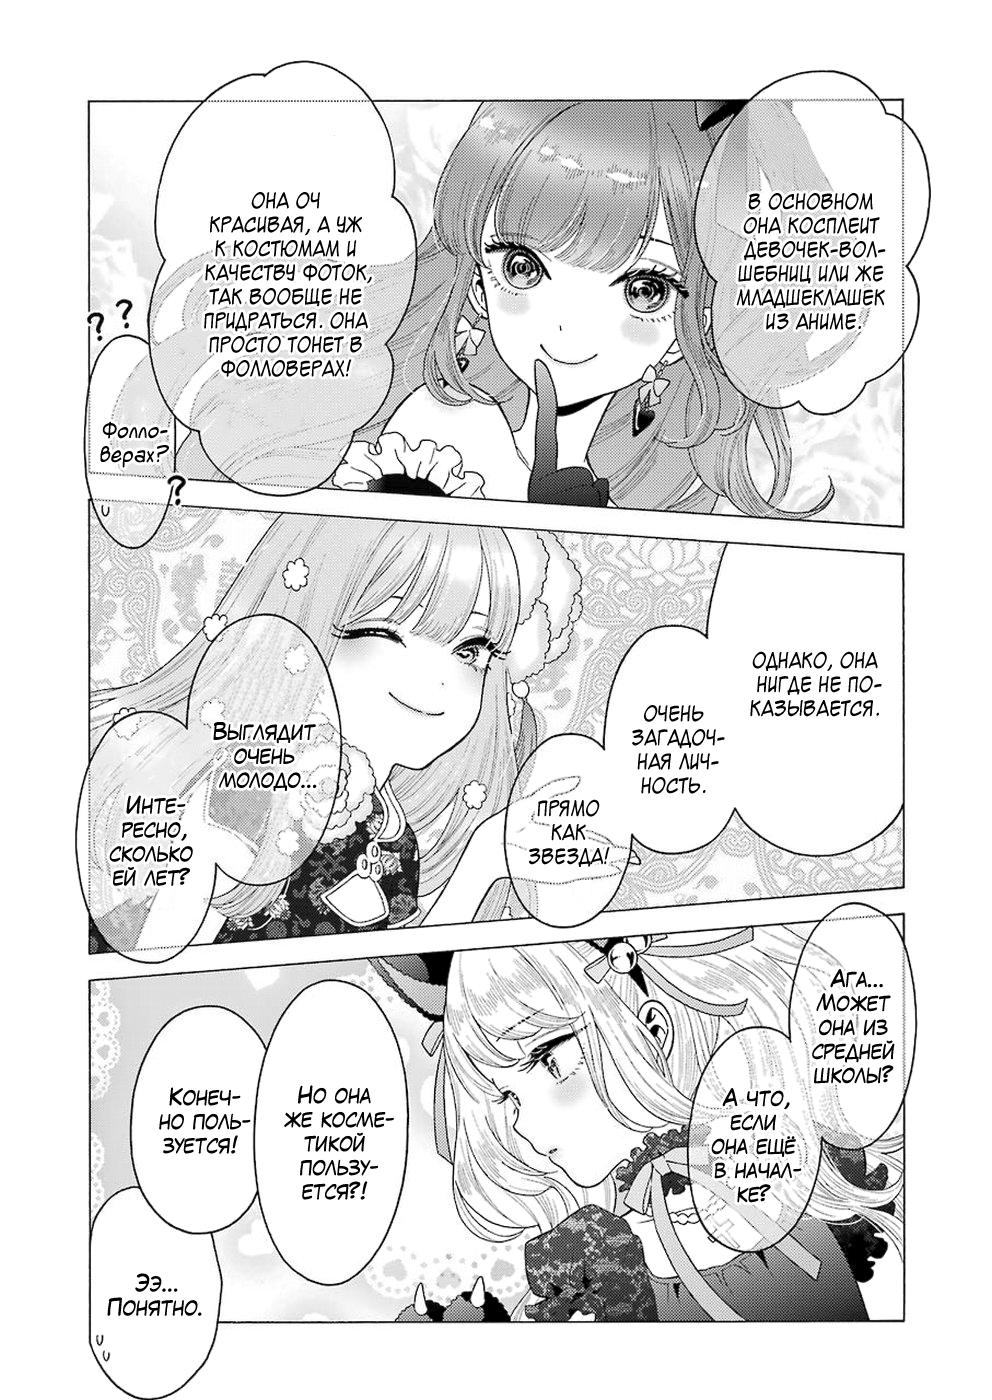 В ОСНОВНОМ
ОНА КОСПЛЕИТ
ДЕВОЧЕК-ВОЛ-
ШЕБНИЦ ИЛИ ЖЕ
МЛАДШЕКЛАШЕК
ИЗ АНИМЕ.
ОНА ОЧ
КРАСИВАЯ, А УЖ
К КОСТЮМАМ И
КАЧЕСТВУ ФОТОК,
ТАК ВООБЩЕ НЕ
ПРИДРАТЬСЯ. ОНА
ПРОСТО ТОНЕТ В
ФОЛЛОВЕРАХ!
? ?
Фолло-
верах?
?
ОДНАКО, ОНА
НИГДЕ НЕ ПО-
КАЗЫВАЕТСЯ.
ОЧЕНЬ
ЗАГАДОЧ-
НАЯ ЛИЧ-
НОСТЬ.
ПРЯМО
КАК
ЗВЕЗДА!
ВЫГЛЯДИТ
ОЧЕНЬ
МОЛОДО...
ИНТЕ-
РЕСНО,
СКОЛЬКО
ЕЙ ЛЕТ?
АГА...
МОЖЕТ
ОНА ИЗ
СРЕДНЕЙ
ШКОЛЫ?
А ЧТО,
ЕСЛИ
ОНА ЕЩЁ
В НАЧАЛ-
КЕ?
НО ОНА
ЖЕ КОСМЕ-
ТИКОЙ
ПОЛЬЗУ-
ЕТСЯ?!
КОНЕЧ-
НО ПОЛЬ-
ЗУЕТСЯ!
ЭЭ...
ПОНЯТНО.